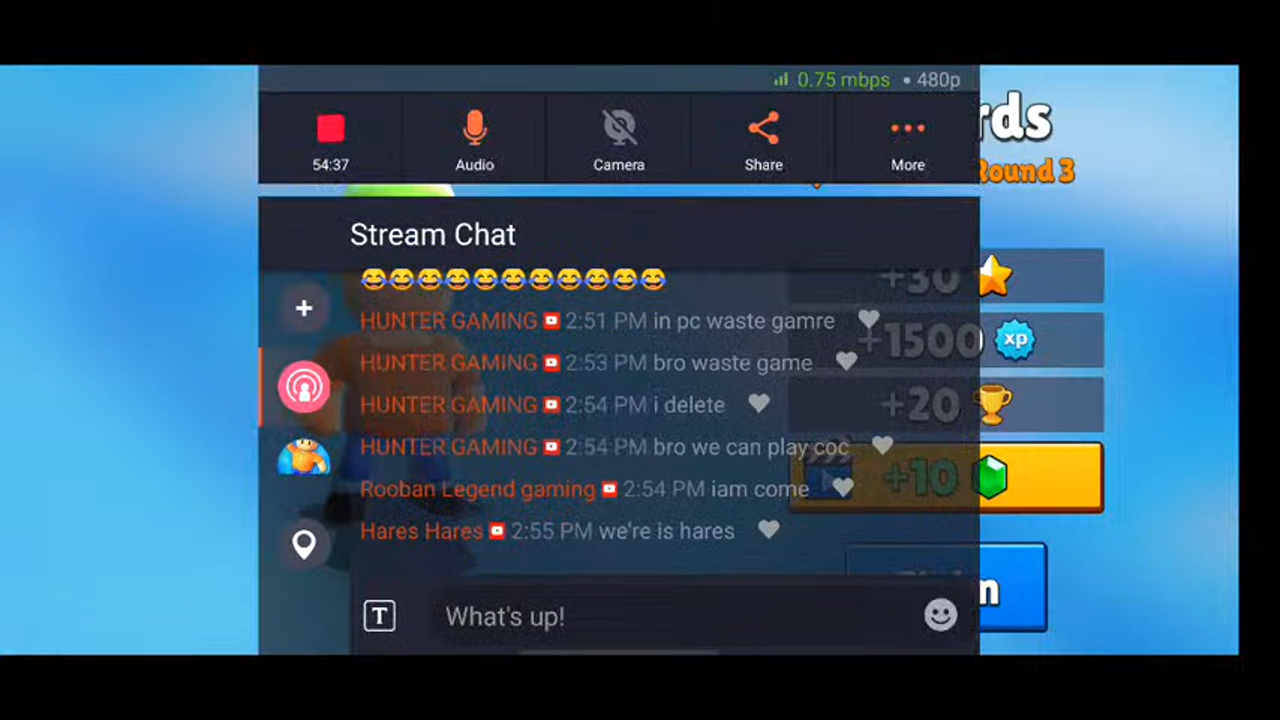 0.75 mbps • 480p
54:37
Audio
Camera
Share
More
rds
Round 3
Stream Chat
😂😂😂😂😂😂😂😂😂😂😂
HUNTER GAMING 2:51 PM in pc waste gamre
HUNTER GAMING 2:53 PM bro waste game
HUNTER GAMING 2:54 PM i delete
HUNTER GAMING 2:54 PM bro we can play coc
Rooban Legend gaming 2:54 PM iam come
Hares Hares 2:55 PM we're is hares
+30
+1500 xp
+20
+10
T What's up!